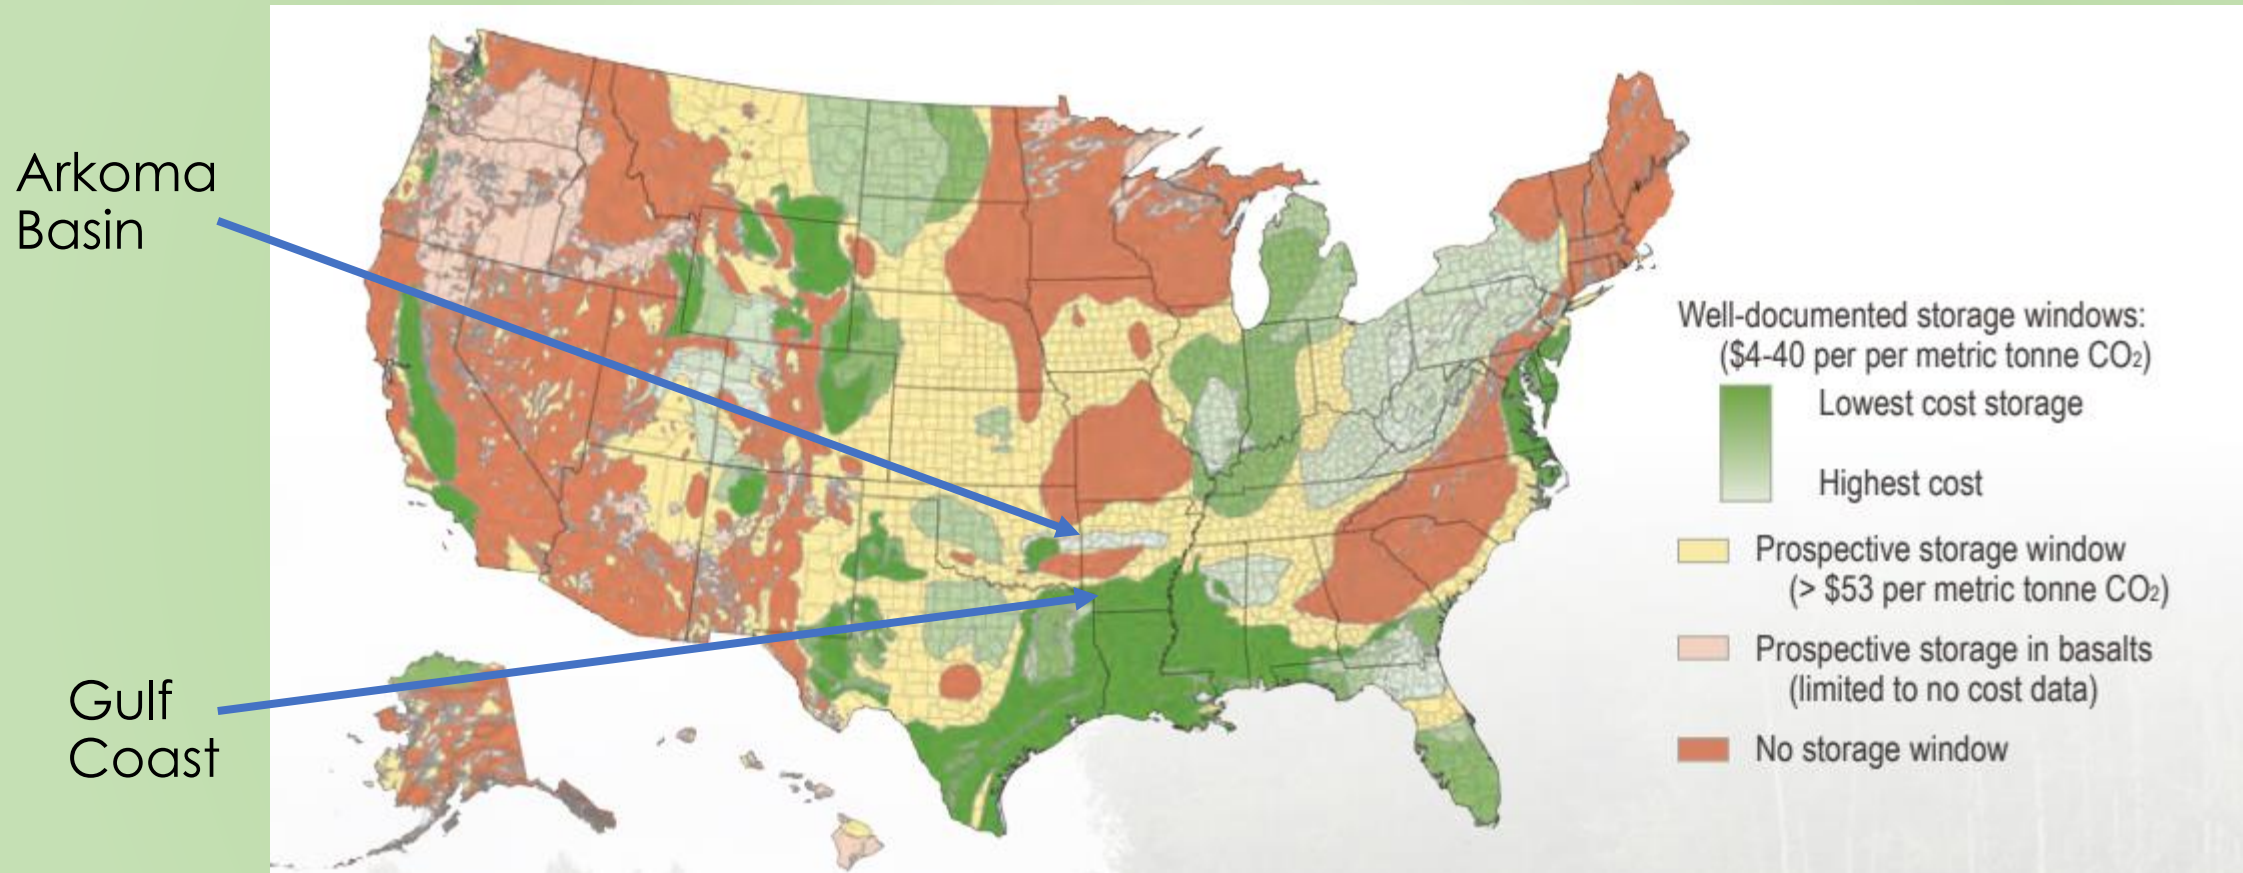 Arkoma
Basin
Gulf
Coast
Well-documented storage windows:
($4-40 per per metric tonne CO₂)
Lowest cost storage
Highest cost
Prospective storage window
(> $53 per metric tonne CO₂)
Prospective storage in basalts
(limited to no cost data)
No storage window